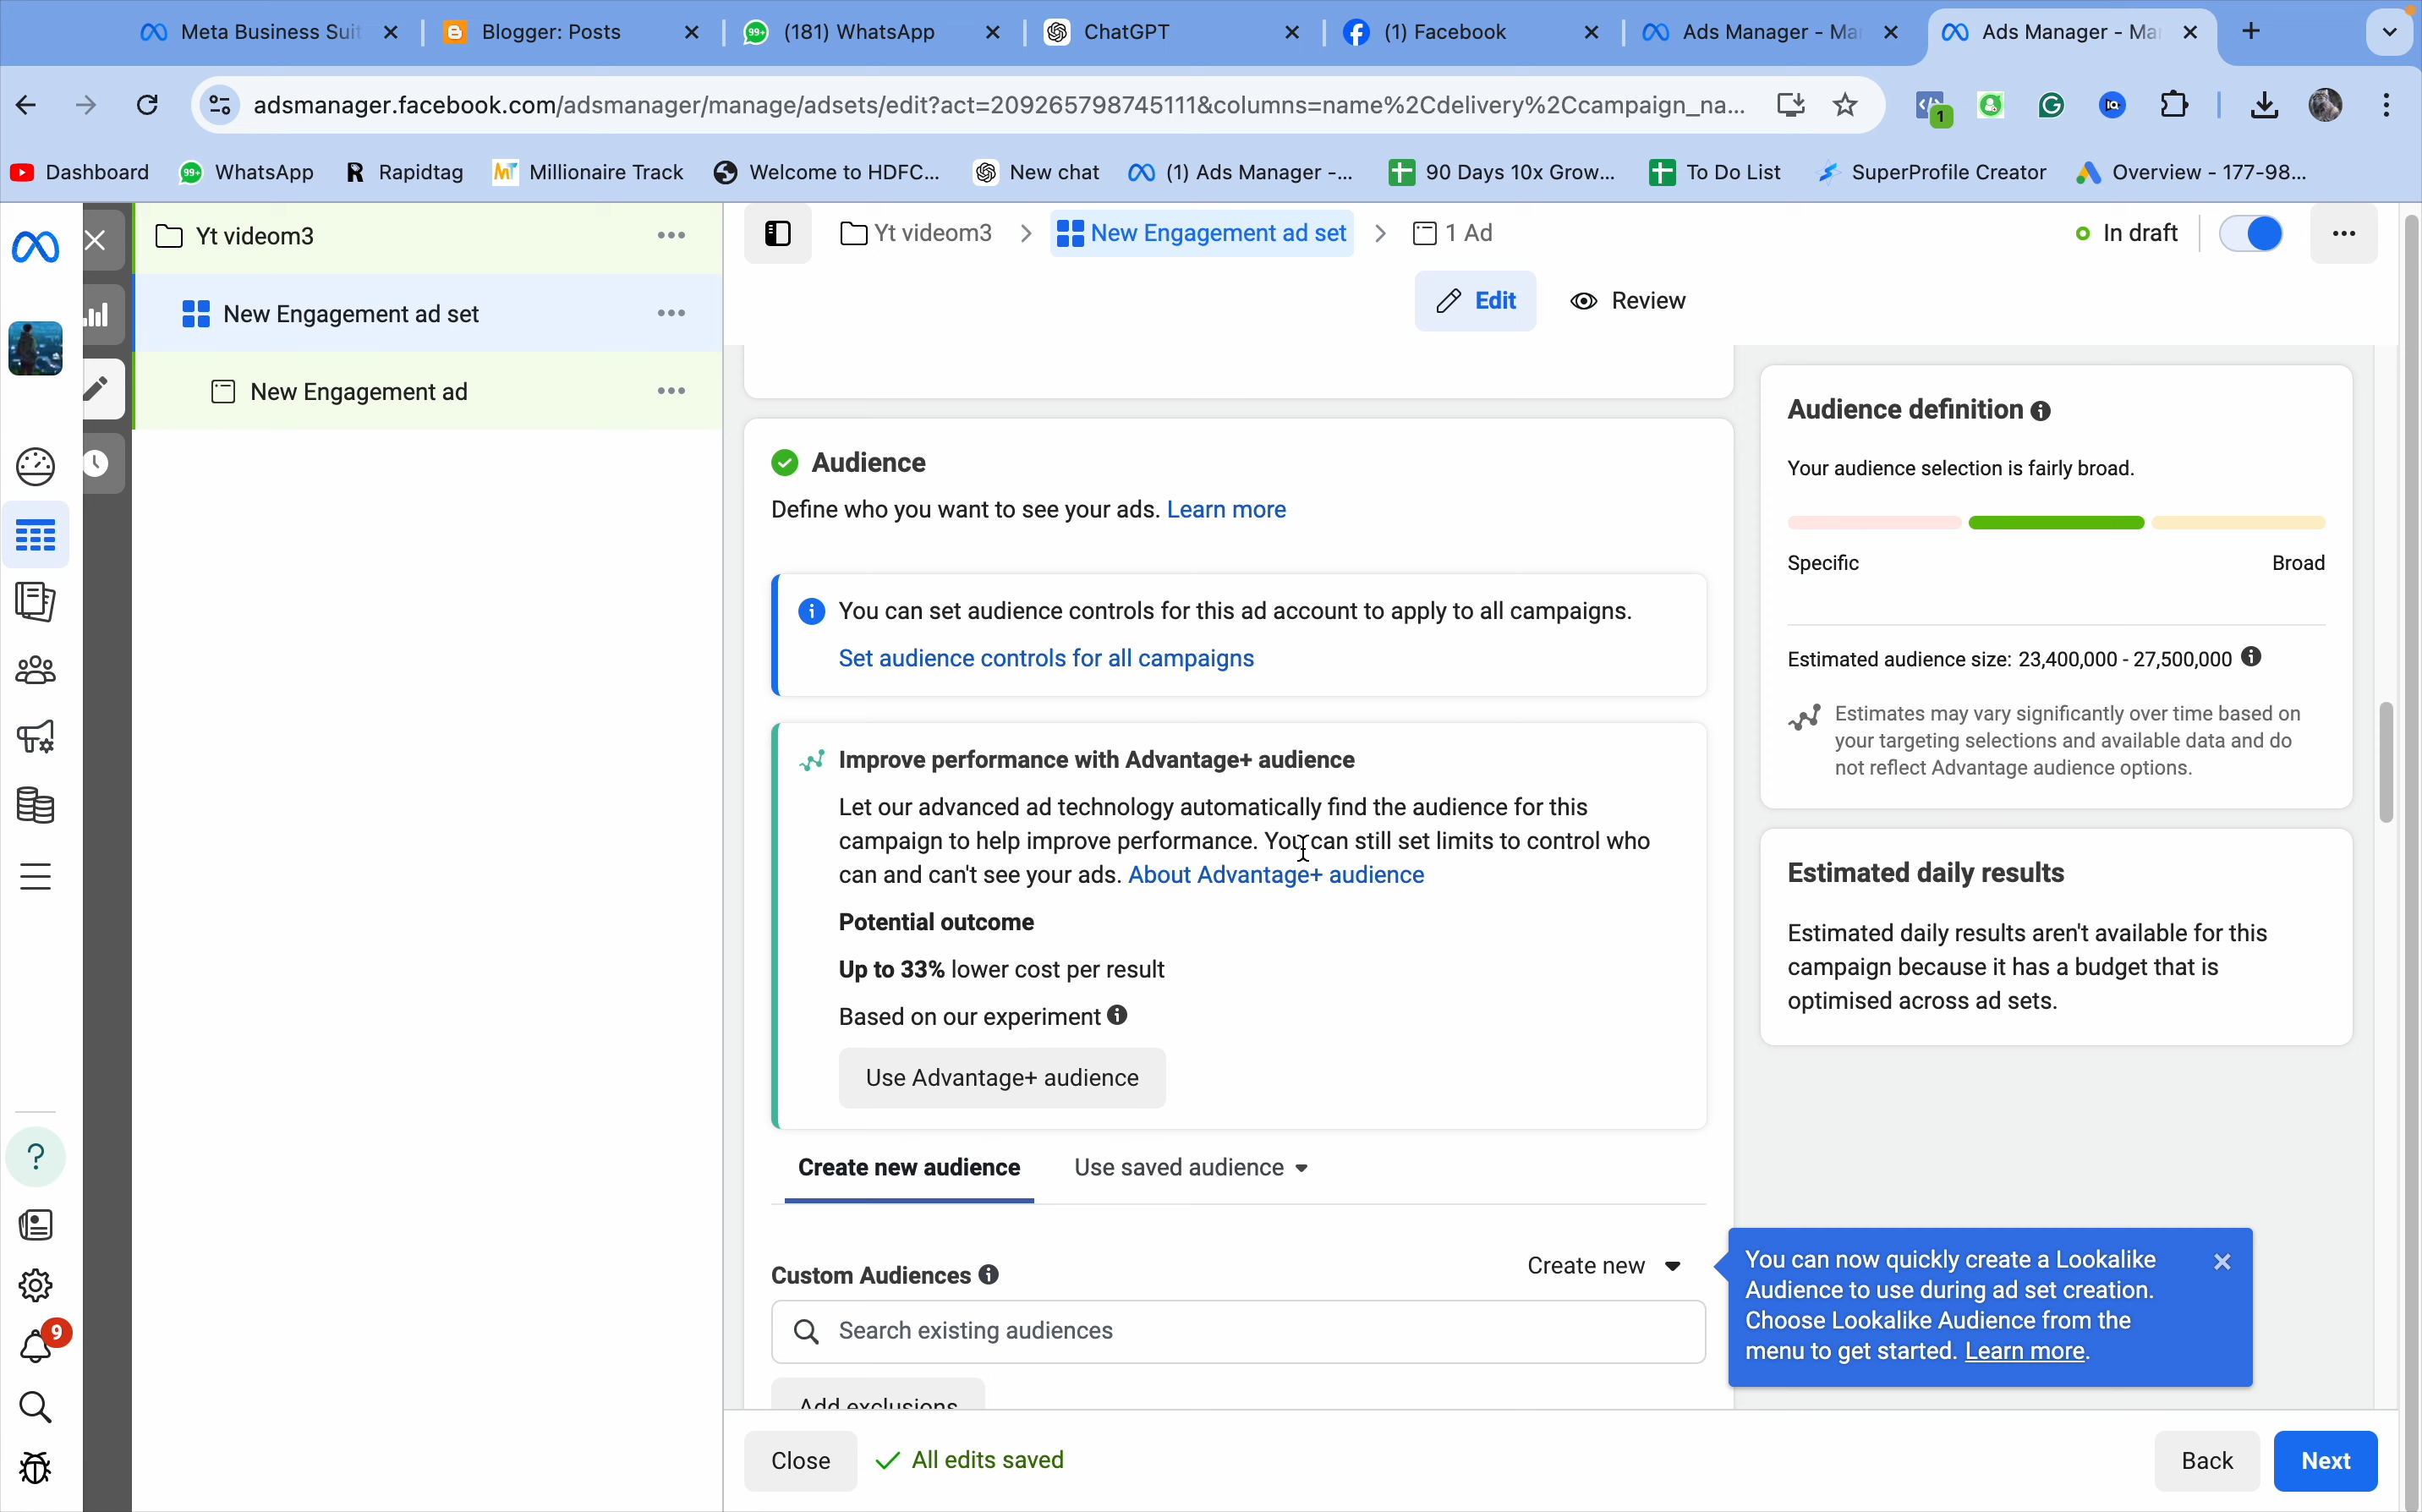 Meta Business Suit
Blogger: Posts
99+
(181) WhatsApp
ChatGPT
(1) Facebook
Ads Manager - Ma
Ads Manager - Ma
adsmanager.facebook.com/adsmanager/manage/adsets/edit?act=209265798745111&columns=name%2Cdelivery%2Ccampaign_na...
1
Dashboard
99+
WhatsApp
Rapidtag
Millionaire Track
Welcome to HDFC...
New chat
(1) Ads Manager -...
90 Days 10x Grow...
To Do List
SuperProfile Creator
Overview - 177-98...
Yt videom3
New Engagement ad set
New Engagement ad
Yt videom3
New Engagement ad set
1 Ad
In draft
Edit
Review
Audience
Define who you want to see your ads. Learn more
You can set audience controls for this ad account to apply to all campaigns.
Set audience controls for all campaigns
Improve performance with Advantage+ audience
Let our advanced ad technology automatically find the audience for this
campaign to help improve performance. You can still set limits to control who
can and can't see your ads. About Advantage+ audience
Potential outcome
Up to 33% lower cost per result
Based on our experiment
Use Advantage+ audience
Create new audience
Use saved audience
Custom Audiences
Create new
Search existing audiences
Add exclusions
Audience definition
Your audience selection is fairly broad.
Specific
Broad
Estimated audience size: 23,400,000 - 27,500,000
Estimates may vary significantly over time based on
your targeting selections and available data and do
not reflect Advantage audience options.
Estimated daily results
Estimated daily results aren't available for this
campaign because it has a budget that is
optimised across ad sets.
You can now quickly create a Lookalike
Audience to use during ad set creation.
Choose Lookalike Audience from the
menu to get started. Learn more.
9
Close
All edits saved
Back
Next